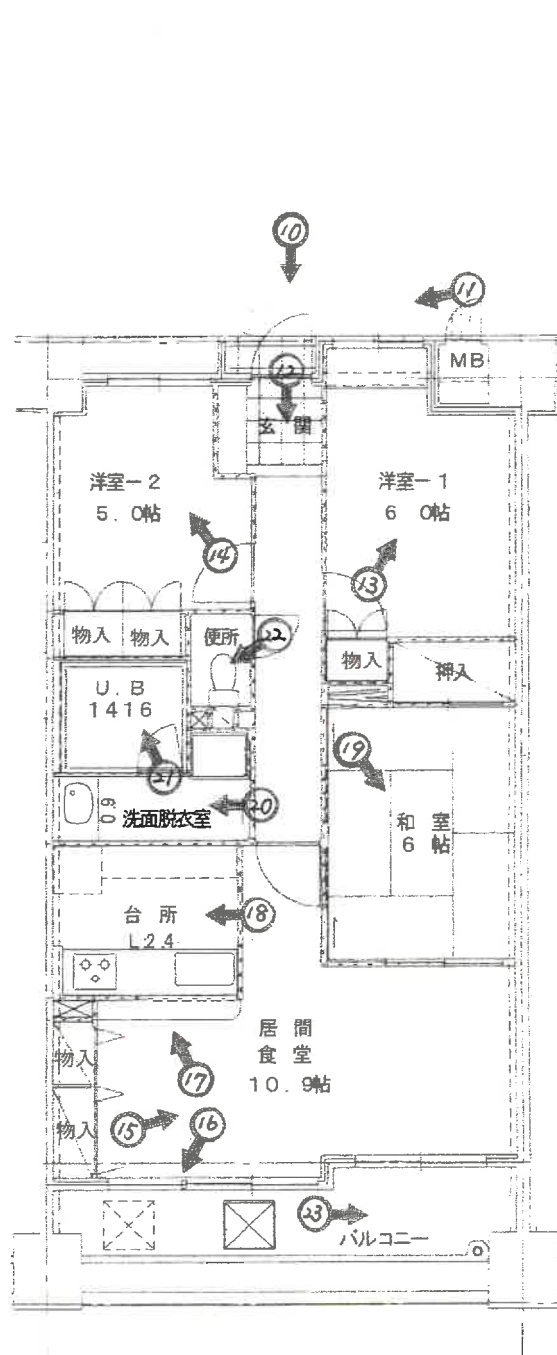 10
11
MB
12
玄 関
洋室－2
5．0帖
洋室－1
6 0帖
14
13
物入
物入
便所
22
物入
押入
U．B
1416
21
19
0.9
洗面脱衣室
20
和 室
6 帖
台 所
18
L2.4
居 間
食 堂
10．9帖
物入
17
物入
15
16
23
バルコニー